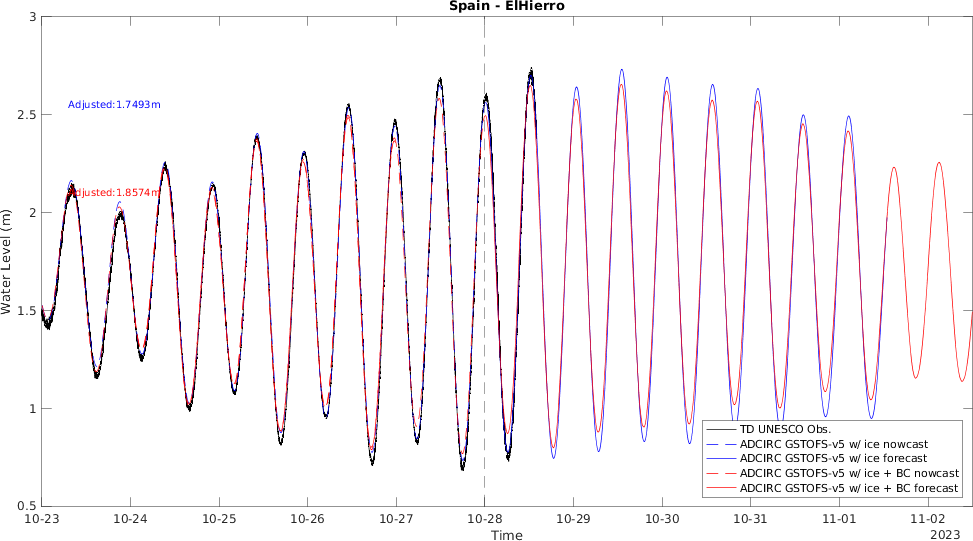 Spain - ElHierro
3
2.5
2
1.5
1
0.5
Water Level (m)
Adjusted:1.7493m
Adjusted:1.8574m
TD UNESCO Obs.
ADCIRC GSTOFS-v5 w/ ice nowcast
ADCIRC GSTOFS-v5 w/ ice forecast
ADCIRC GSTOFS-v5 w/ ice + BC nowcast
ADCIRC GSTOFS-v5 w/ ice + BC forecast
10-23 10-24 10-25 10-26 10-27 10-28 10-29 10-30 10-31 11-01 11-02
Time
2023